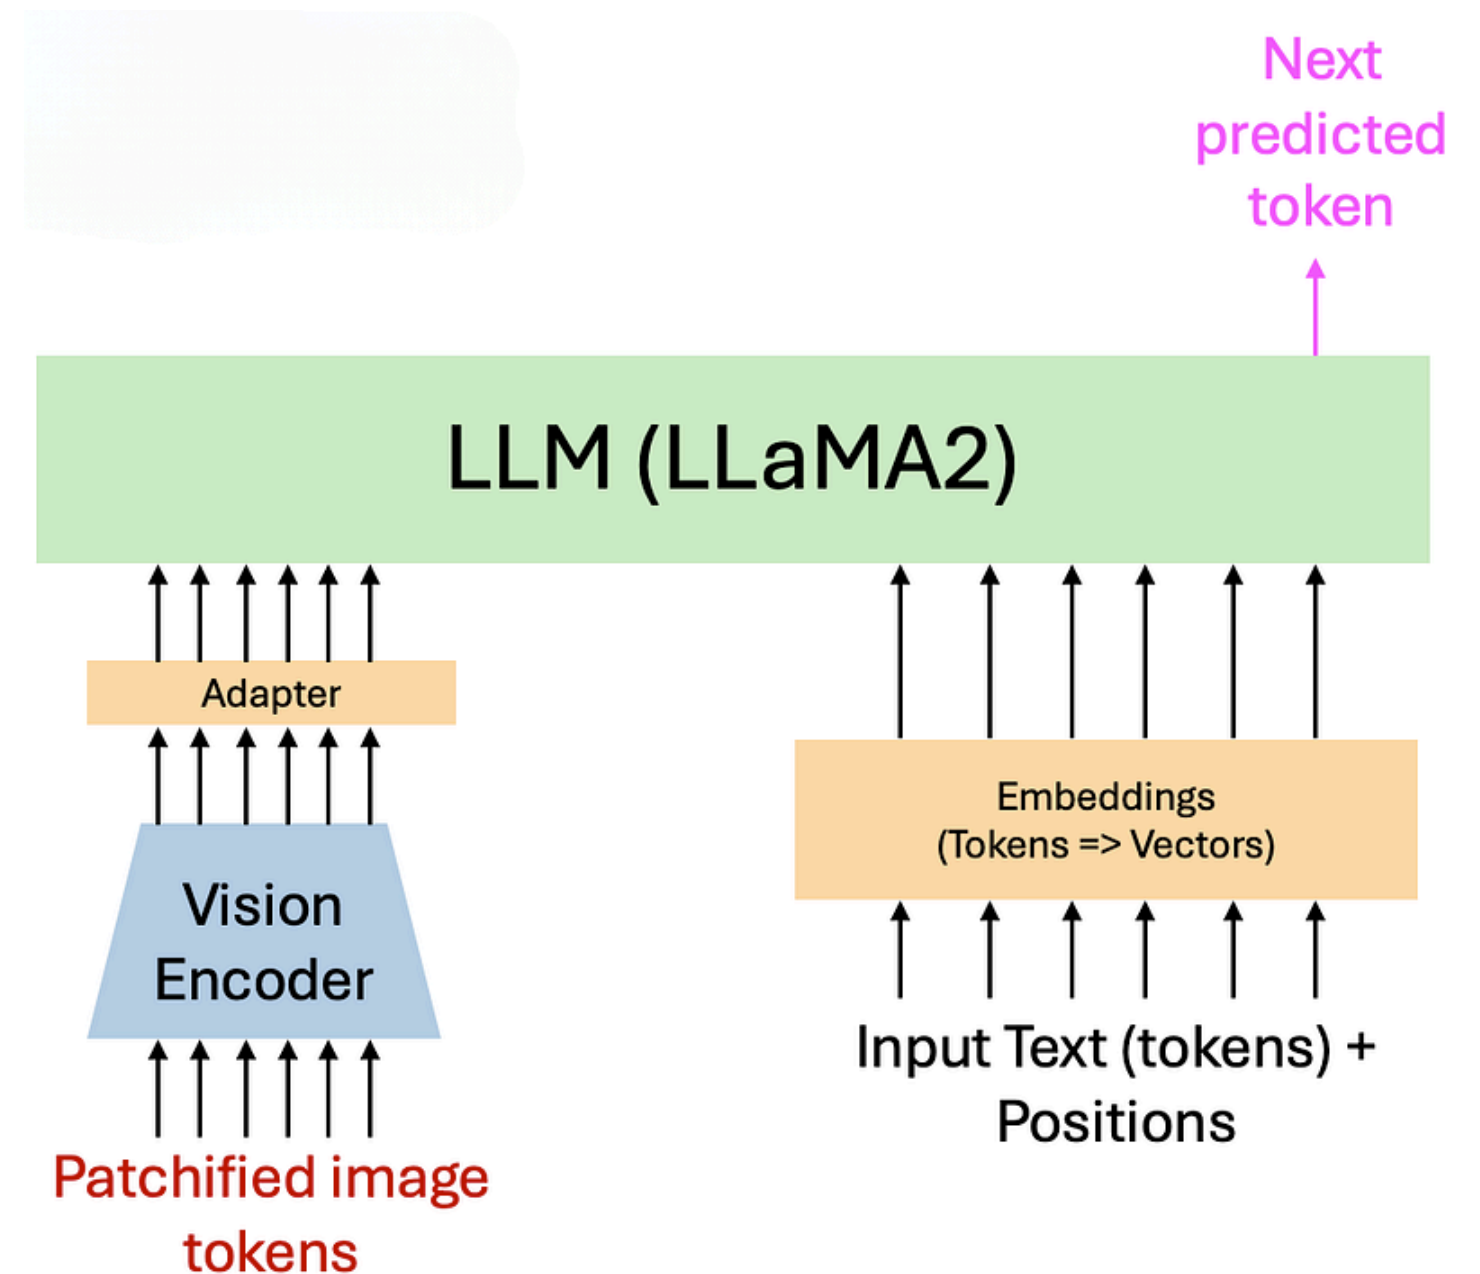 Next
predicted
token
LLM (LLaMA2)
Adapter
Embeddings
(Tokens => Vectors)
Vision
Encoder
Input Text (tokens) +
Positions
Patchified image
tokens